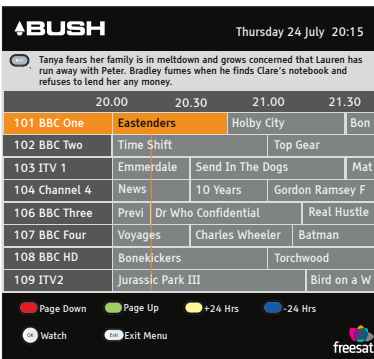 BUSH
Thursday 24 July 20:15
Tanya fears her family is in meltdown and grows concerned that Lauren has
run away with Peter. Bradley fumes when he finds Clare's notebook and
refuses to lend her any money.
20.00 20.30 21.00 21.30
101 BBC One Eastenders Holby City Bon
102 BBC Two Time Shift Top Gear
103 ITV 1 Emmerdale Send In The Dogs Mat
104 Channel 4 News 10 Years Gordon Ramsey F
106 BBC Three Previ Dr Who Confidential Real Hustle
107 BBC Four Voyages Charles Wheeler Batman
108 BBC HD Bonekickers Torchwood
109 ITV2 Jurassic Park III Bird on a W
Page Down Page Up +24 Hrs -24 Hrs
OK Watch Exit Exit Menu
freesat